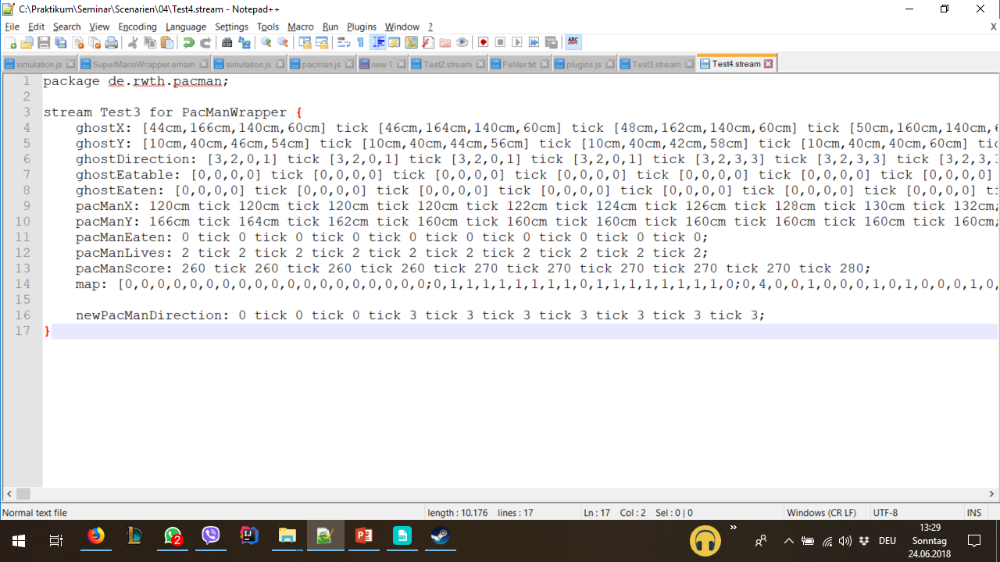 C:\Praktikum\Seminar\Scenarien\04\Test4.stream - Notepad++
File Edit Search View Encoding Language Settings Tools Macro Run Plugins Window ? X
simulation.js SuperMarioWrapper.emam simulation.js pacman.js new 1 Test2.stream Fehler.txt plugins.js Test3.stream Test4.stream
1 package de.rwth.pacman;
2
3 stream Test3 for PacManWrapper {
4 ghostX: [44cm,166cm,140cm,60cm] tick [46cm,164cm,140cm,60cm] tick [48cm,162cm,140cm,60cm] tick [50cm,160cm,140cm,6
5 ghostY: [10cm,40cm,46cm,54cm] tick [10cm,40cm,44cm,56cm] tick [10cm,40cm,42cm,58cm] tick [10cm,40cm,40cm,60cm] tic
6 ghostDirection: [3,2,0,1] tick [3,2,0,1] tick [3,2,0,1] tick [3,2,0,1] tick [3,2,3,3] tick [3,2,3,3] tick [3,2,3,3
7 ghostEatable: [0,0,0,0] tick [0,0,0,0] tick [0,0,0,0] tick [0,0,0,0] tick [0,0,0,0] tick [0,0,0,0] tick [0,0,0,0]
8 ghostEaten: [0,0,0,0] tick [0,0,0,0] tick [0,0,0,0] tick [0,0,0,0] tick [0,0,0,0] tick [0,0,0,0] tick [0,0,0,0] t
9 pacManX: 120cm tick 120cm tick 120cm tick 120cm tick 122cm tick 124cm tick 126cm tick 128cm tick 130cm tick 132cm;
10 pacManY: 166cm tick 164cm tick 162cm tick 160cm tick 160cm tick 160cm tick 160cm tick 160cm tick 160cm tick 160cm;
11 pacManEaten: 0 tick 0 tick 0 tick 0 tick 0 tick 0 tick 0 tick 0 tick 0 tick 0;
12 pacManLives: 2 tick 2 tick 2 tick 2 tick 2 tick 2 tick 2 tick 2 tick 2 tick 2;
13 pacManScore: 260 tick 260 tick 260 tick 260 tick 270 tick 270 tick 270 tick 270 tick 270 tick 280;
14 map: [0,0,0,0,0,0,0,0,0,0,0,0,0,0,0,0,0,0,0;0,1,1,1,1,1,1,1,1,0,1,1,1,1,1,1,1,1,0;0,4,0,0,1,0,0,0,1,0,1,0,0,0,1,0,
15
16 newPacManDirection: 0 tick 0 tick 0 tick 3 tick 3 tick 3 tick 3 tick 3 tick 3 tick 3;
17 }
Normal text file length : 10.176 lines : 17 Ln : 17 Col : 2 Sel : 0 | 0 Windows (CR LF) UTF-8 INS
2 DEU
13:29
Sonntag
24.06.2018